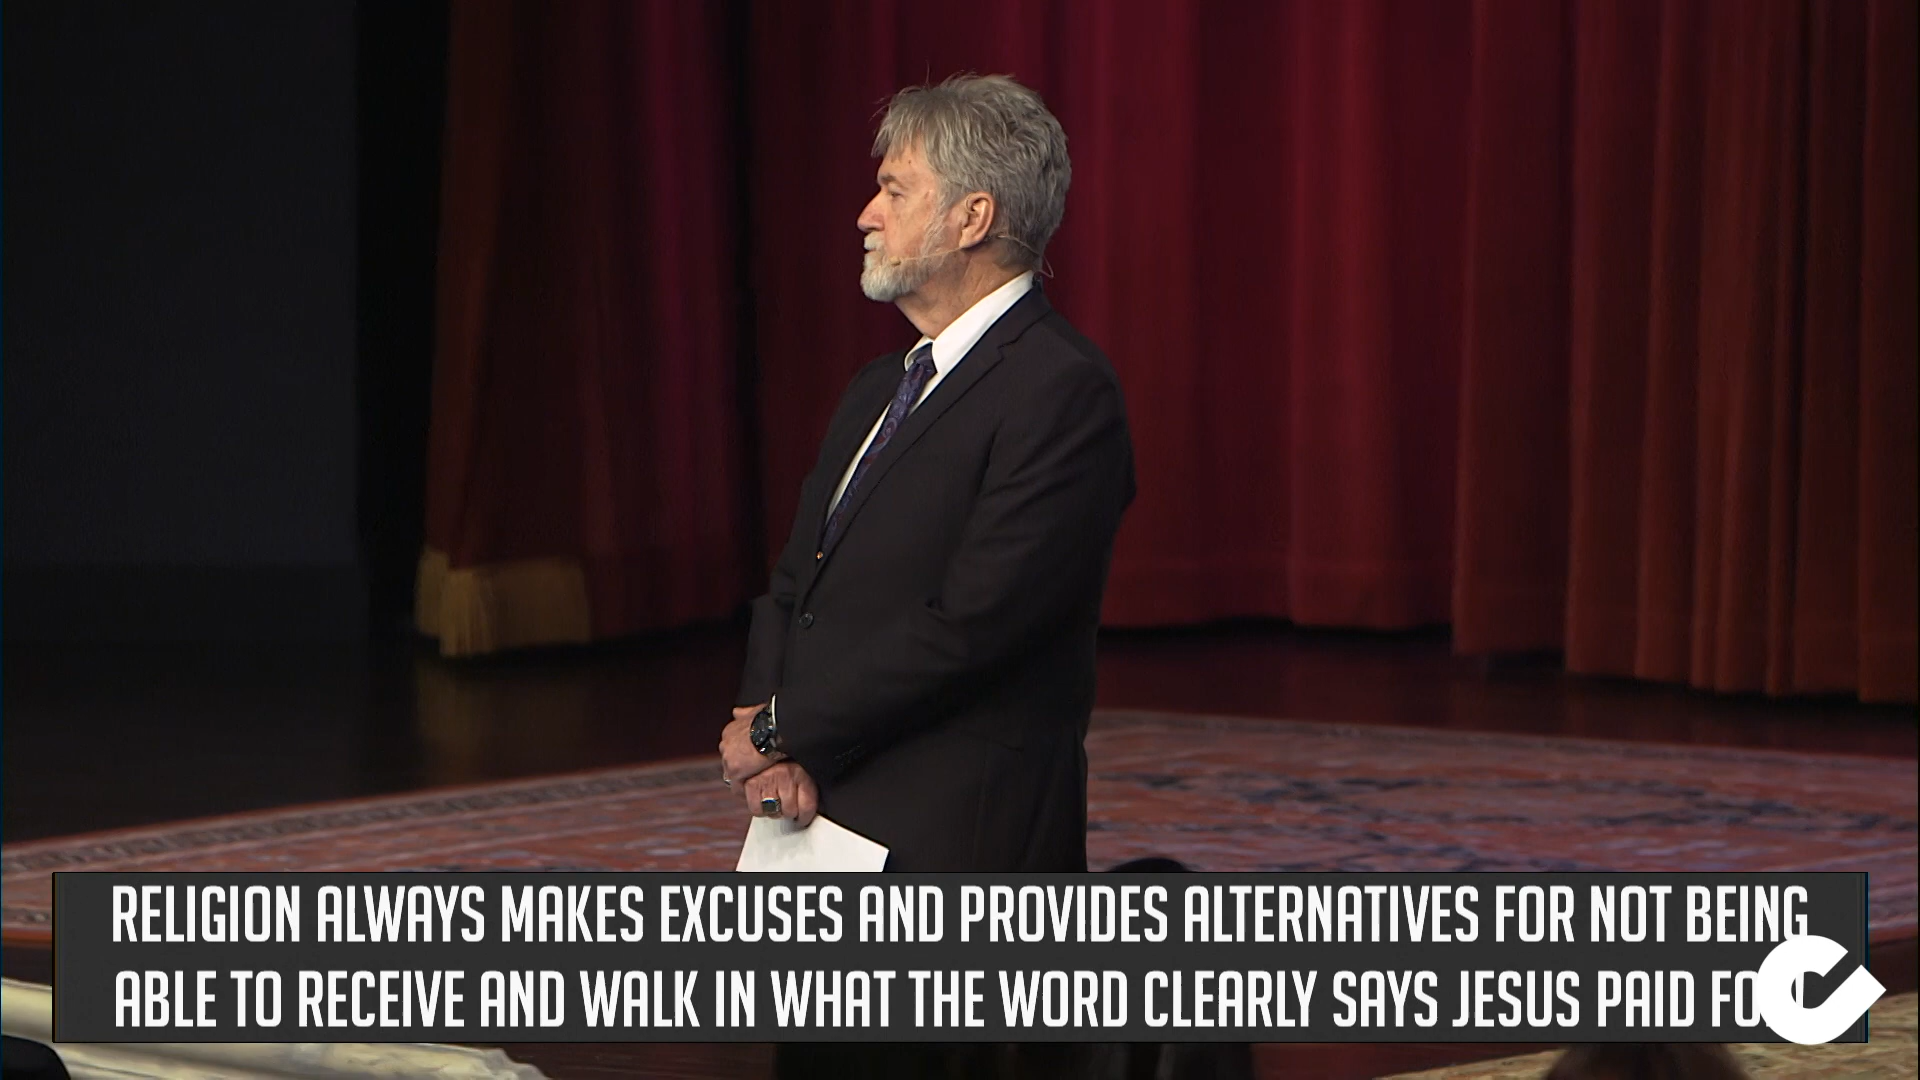 RELIGION ALWAYS MAKES EXCUSES AND PROVIDES ALTERNATIVES FOR NOT BEING
ABLE TO RECEIVE AND WALK IN WHAT THE WORD CLEARLY SAYS JESUS PAID